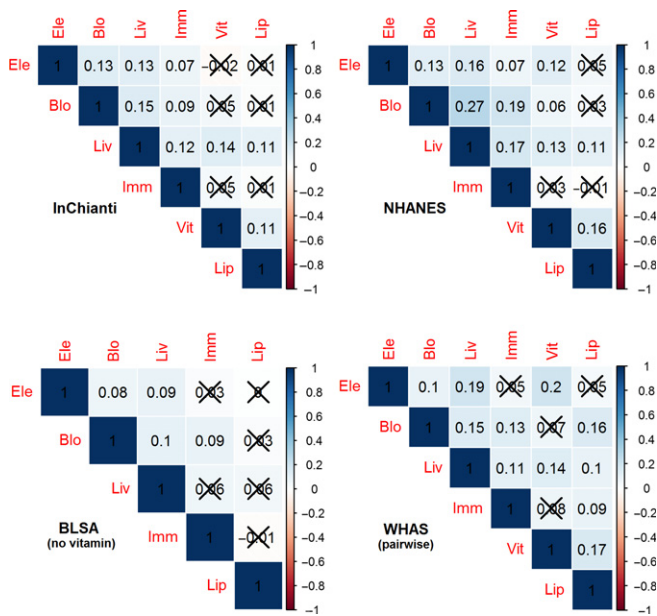 Ele Blo Liv Imm Vit Lip
Ele 1 0.13 0.13 0.07 −0.02 0.01
Blo 1 0.15 0.09 0.05 0.01
Liv 1 0.12 0.14 0.11
Imm 1 0.05 0.01
Vit 1 0.11
Lip 1
InChianti
1
0.8
0.6
0.4
0.2
0
−0.2
−0.4
−0.6
−0.8
−1
Ele Blo Liv Imm Vit Lip
Ele 1 0.13 0.16 0.07 0.12 0.05
Blo 1 0.27 0.19 0.06 0.03
Liv 1 0.17 0.13 0.11
Imm 1 0.03 −0.01
Vit 1 0.16
Lip 1
NHANES
1
0.8
0.6
0.4
0.2
0
−0.2
−0.4
−0.6
−0.8
−1
Ele Blo Liv Imm Lip
Ele 1 0.08 0.09 0.03 0
Blo 1 0.1 0.09 0.03
Liv 1 0.06 0.06
Imm 1 −0.01
Lip 1
BLSA
(no vitamin)
1
0.8
0.6
0.4
0.2
0
−0.2
−0.4
−0.6
−0.8
−1
Ele Blo Liv Imm Vit Lip
Ele 1 0.1 0.19 0.05 0.2 0.05
Blo 1 0.15 0.13 0.07 0.16
Liv 1 0.11 0.14 0.1
Imm 1 0.08 0.09
Vit 1 0.17
Lip 1
WHAS
(pairwise)
1
0.8
0.6
0.4
0.2
0
−0.2
−0.4
−0.6
−0.8
−1